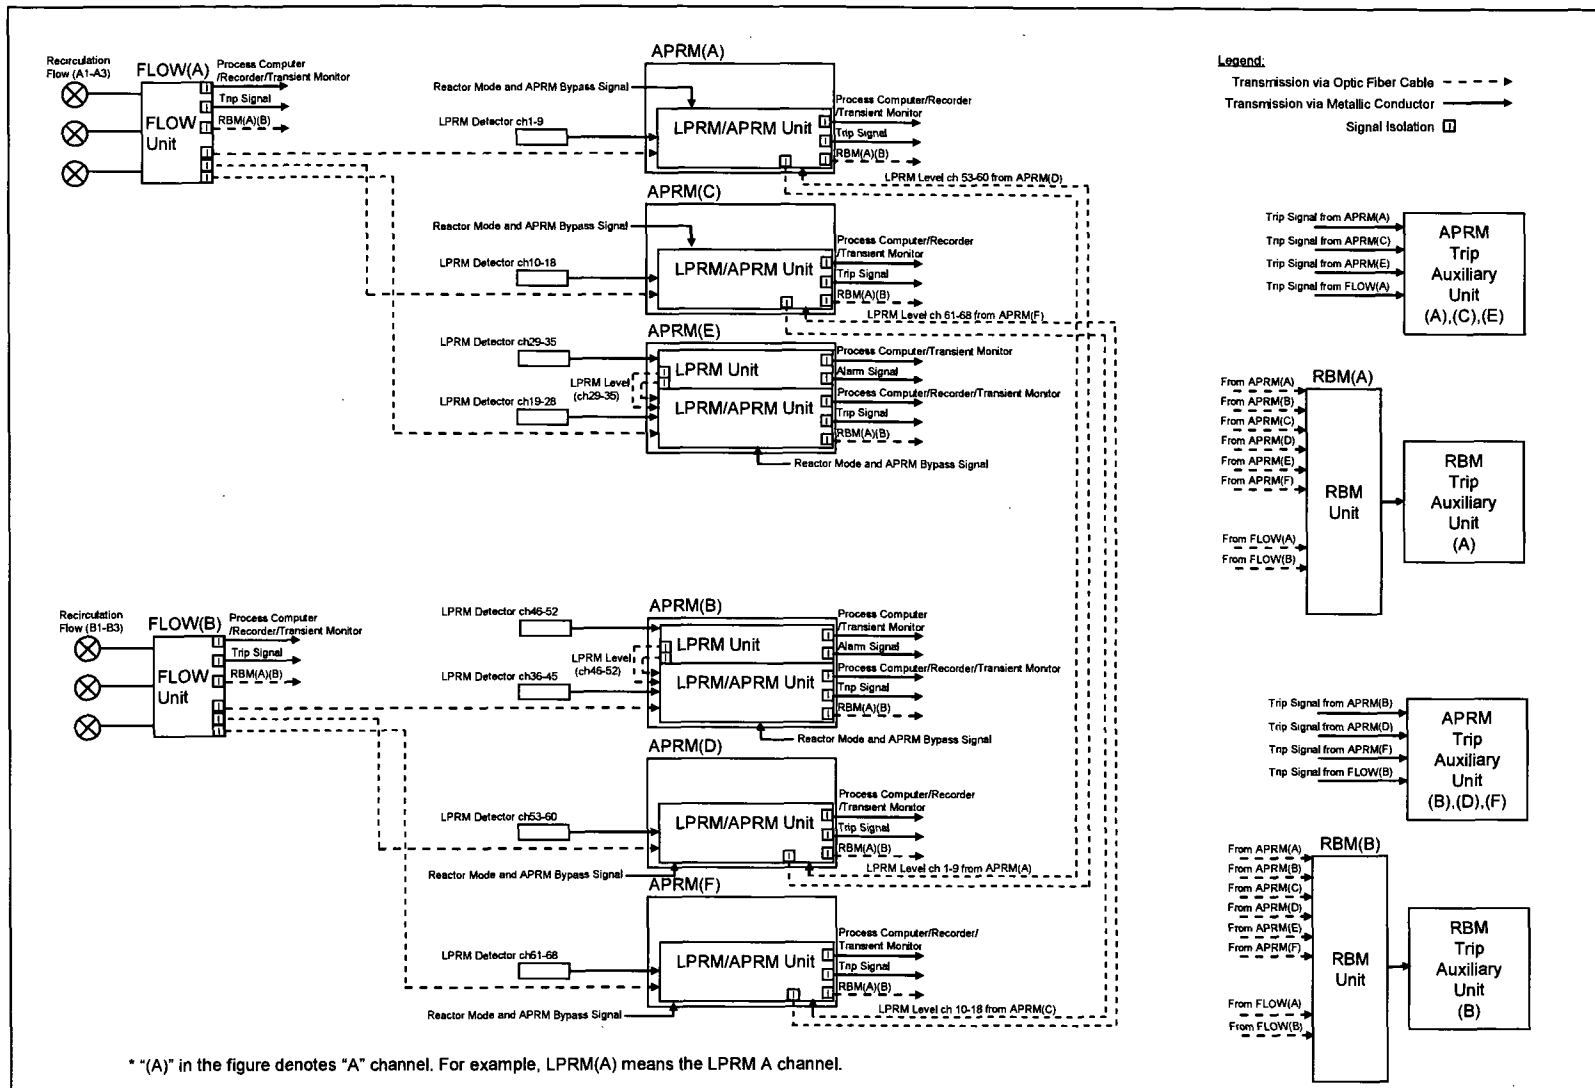 Recirculation
Flow (A1-A3)
FLOW(A)
Process Computer
/Recorder/Transient Monitor
Trip Signal
RBM(A)(B)
FLOW
Unit
APRM(A)
Reactor Mode and APRM Bypass Signal
LPRM Detector ch1-9
LPRM/APRM Unit
Process Computer/Recorder
/Transient Monitor
Trip Signal
RBM(A)(B)
LPRM Level ch 53-60 from APRM(D)
APRM(C)
Reactor Mode and APRM Bypass Signal
LPRM Detector ch10-18
LPRM/APRM Unit
Process Computer/Recorder
/Transient Monitor
Trip Signal
RBM(A)(B)
LPRM Level ch 61-68 from APRM(F)
APRM(E)
LPRM Detector ch29-35
LPRM Unit
Process Computer/Transient Monitor
Alarm Signal
LPRM Level
(ch29-35)
LPRM Detector ch19-28
LPRM/APRM Unit
Process Computer/Recorder/Transient Monitor
Trip Signal
RBM(A)(B)
Reactor Mode and APRM Bypass Signal
Recirculation
Flow (B1-B3)
FLOW(B)
Process Computer
/Recorder/Transient Monitor
Trip Signal
RBM(A)(B)
FLOW
Unit
APRM(B)
LPRM Detector ch46-52
LPRM Unit
Process Computer
/Transient Monitor
Alarm Signal
LPRM Level
(ch46-52)
LPRM Detector ch36-45
LPRM/APRM Unit
Process Computer/Recorder/Transient Monitor
Trip Signal
RBM(A)(B)
Reactor Mode and APRM Bypass Signal
APRM(D)
LPRM Detector ch53-60
LPRM/APRM Unit
Process Computer/Recorder
/Transient Monitor
Trip Signal
RBM(A)(B)
Reactor Mode and APRM Bypass Signal
LPRM Level ch 1-9 from APRM(A)
APRM(F)
LPRM Detector ch61-68
LPRM/APRM Unit
Process Computer/Recorder/
Transient Monitor
Trip Signal
RBM(A)(B)
Reactor Mode and APRM Bypass Signal
LPRM Level ch 10-18 from APRM(C)
Legend:
Transmission via Optic Fiber Cable
Transmission via Metallic Conductor
Signal Isolation I
Trip Signal from APRM(A)
Trip Signal from APRM(C)
Trip Signal from APRM(E)
Trip Signal from FLOW(A)
APRM
Trip
Auxiliary
Unit
(A),(C),(E)
RBM(A)
From APRM(A)
From APRM(B)
From APRM(C)
From APRM(D)
From APRM(E)
From APRM(F)
From FLOW(A)
From FLOW(B)
RBM
Unit
RBM
Trip
Auxiliary
Unit
(A)
Trip Signal from APRM(B)
Trip Signal from APRM(D)
Trip Signal from APRM(F)
Trip Signal from FLOW(B)
APRM
Trip
Auxiliary
Unit
(B),(D),(F)
RBM(B)
From APRM(A)
From APRM(B)
From APRM(C)
From APRM(D)
From APRM(E)
From APRM(F)
From FLOW(A)
From FLOW(B)
RBM
Unit
RBM
Trip
Auxiliary
Unit
(B)
* "(A)" in the figure denotes "A" channel. For example, LPRM(A) means the LPRM A channel.